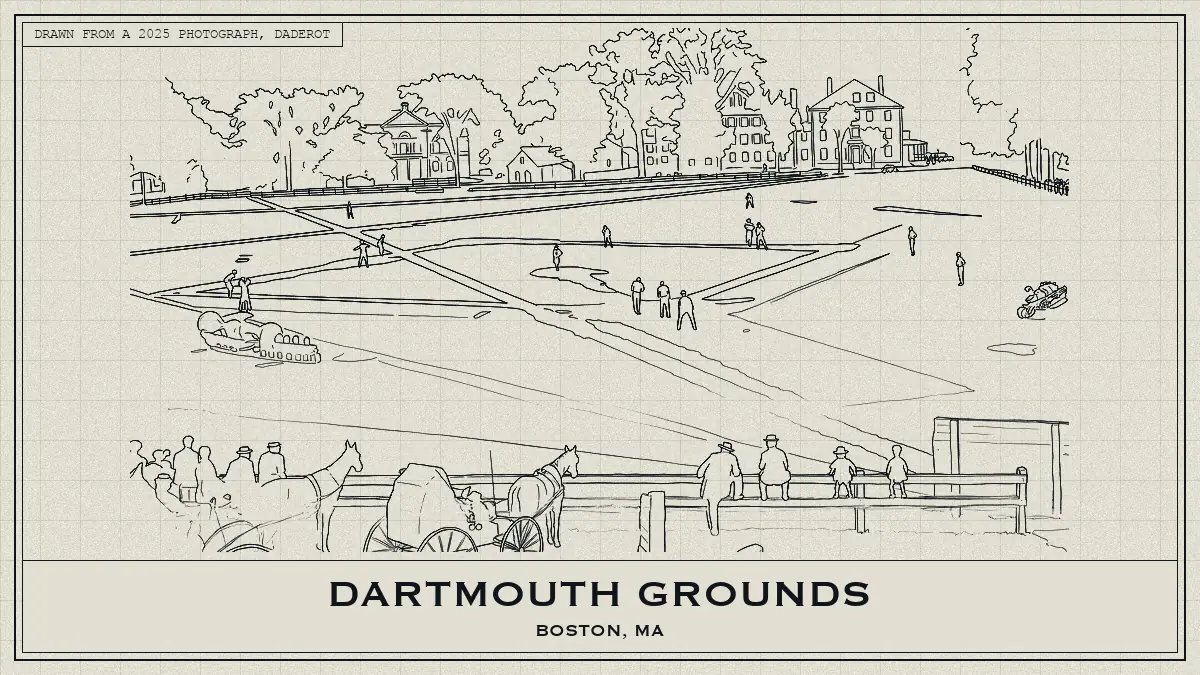 DRAWN FROM A 2025 PHOTOGRAPH, DADEROT
DARTMOUTH GROUNDS
BOSTON, MA